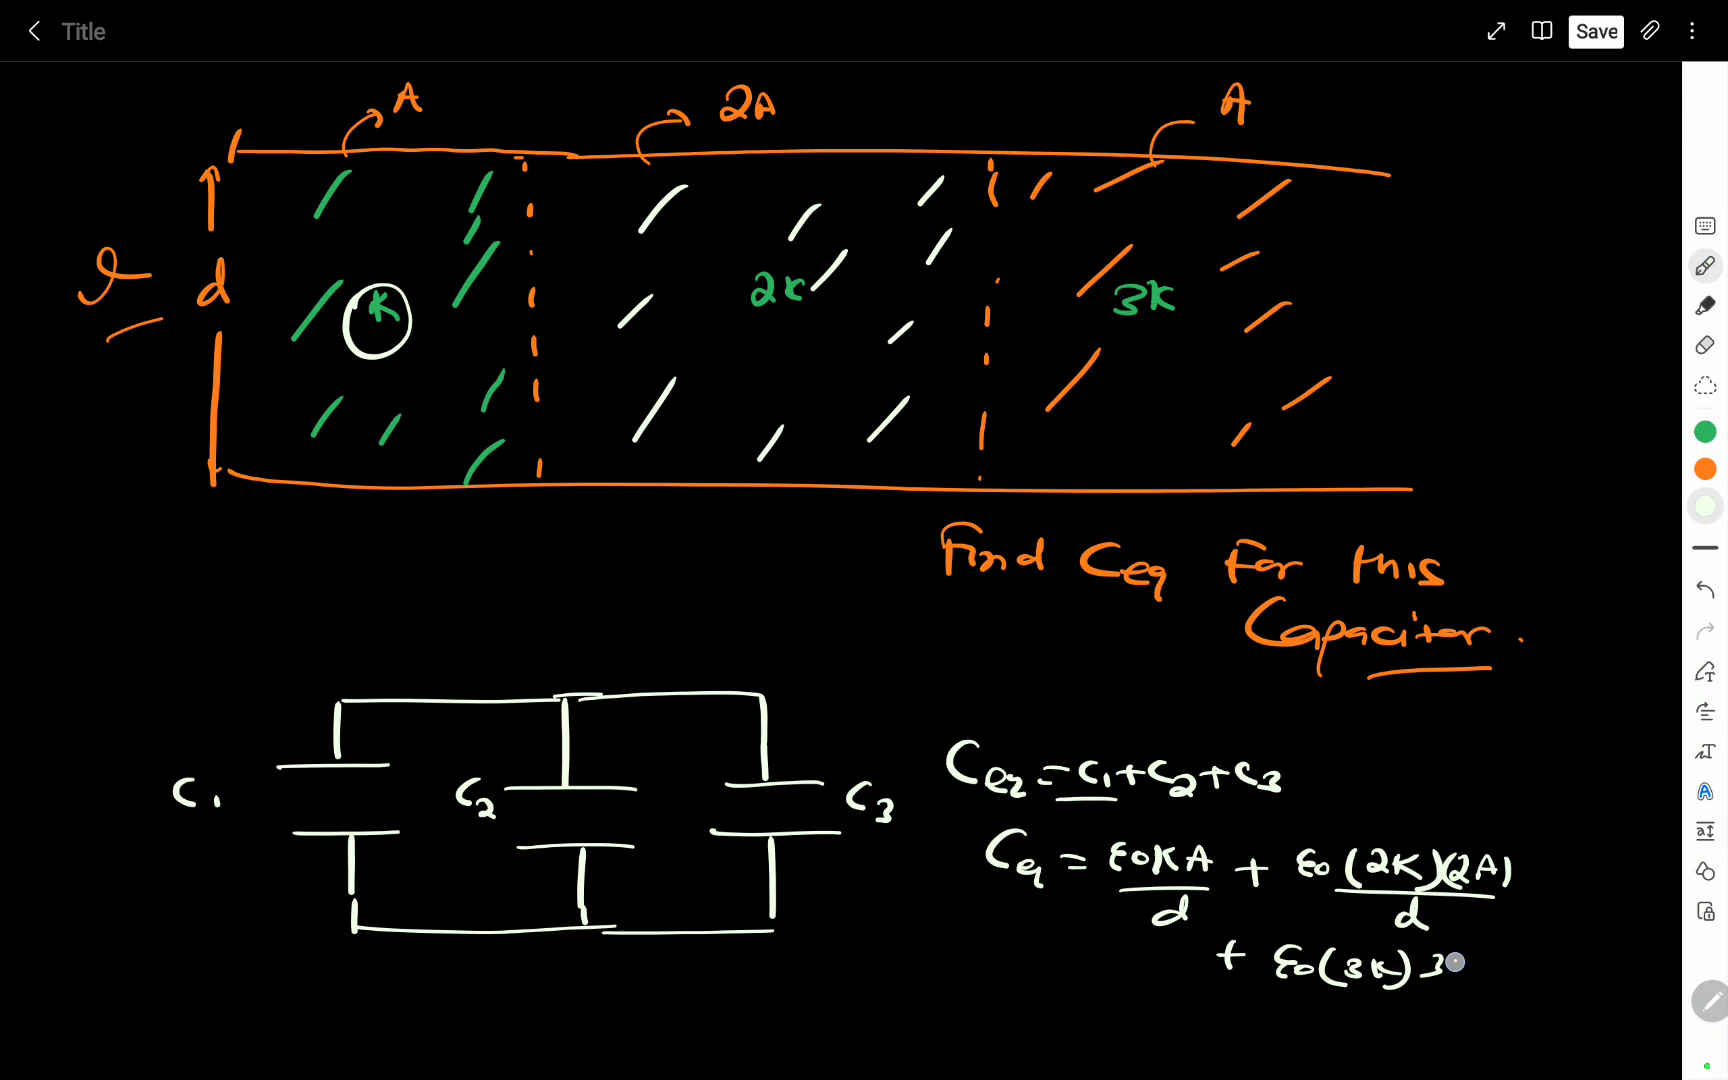 Title
Save
A
2A
A
Q
d
K
2K
3K
Find Ceq For this
Capacitor.
C1
C2
C3
Ceq = C1+C2+C3
Ceq = ε0KA/d + ε0(2K)(2A)/d
+ ε0(3K)3